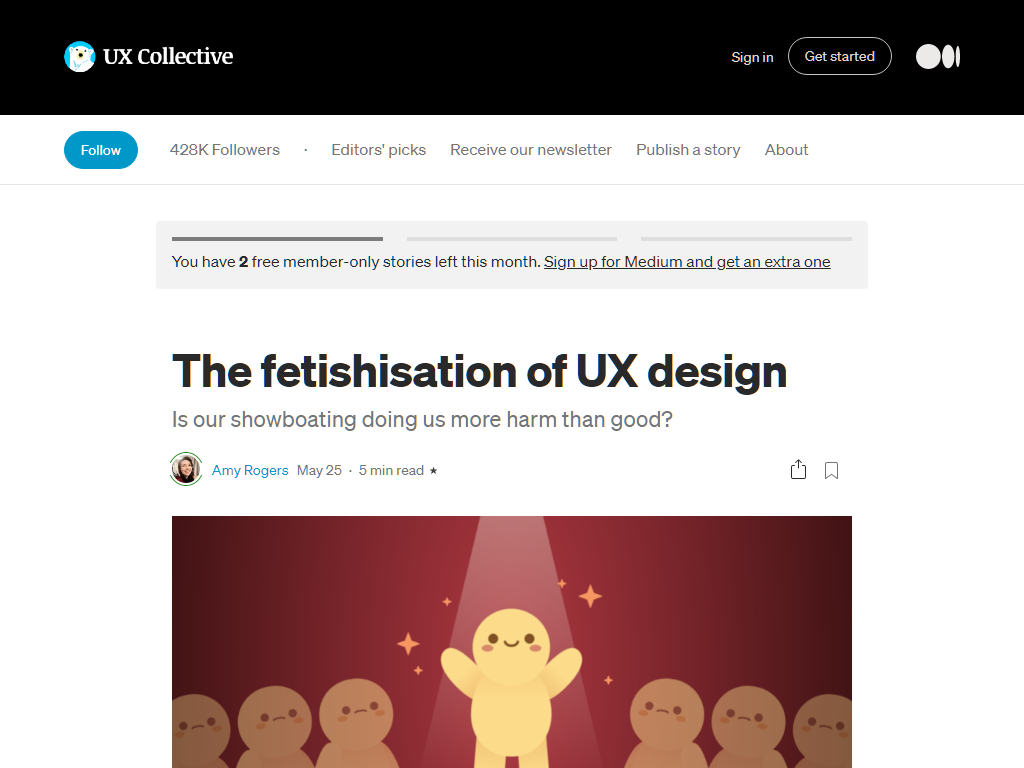 UX Collective
Sign in
Get started
Follow
428K Followers
·
Editors' picks
Receive our newsletter
Publish a story
About
You have 2 free member-only stories left this month. Sign up for Medium and get an extra one
The fetishisation of UX design
Is our showboating doing us more harm than good?
Amy Rogers May 25 · 5 min read ★